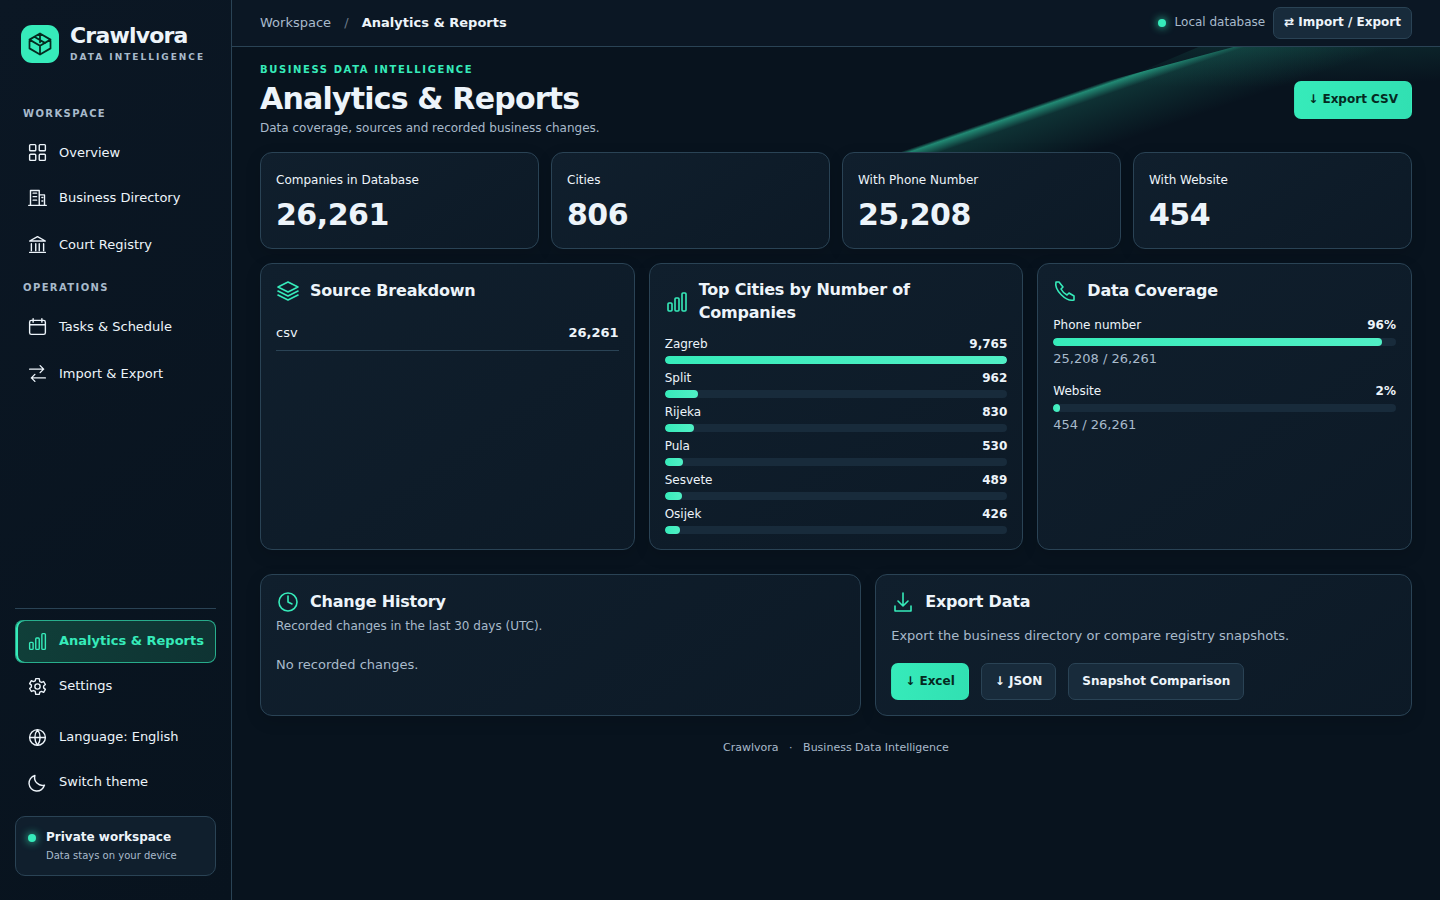 Crawlvora
DATA INTELLIGENCE
WORKSPACE
Overview
Business Directory
Court Registry
OPERATIONS
Tasks & Schedule
Import & Export
Analytics & Reports
Settings
Language: English
Switch theme
Private workspace
Data stays on your device
Workspace / Analytics & Reports
Local database
⇄ Import / Export
BUSINESS DATA INTELLIGENCE
Analytics & Reports
Data coverage, sources and recorded business changes.
↓ Export CSV
Companies in Database
26,261
Cities
806
With Phone Number
25,208
With Website
454
Source Breakdown
csv 26,261
Top Cities by Number of
Companies
Zagreb 9,765
Split 962
Rijeka 830
Pula 530
Sesvete 489
Osijek 426
Data Coverage
Phone number 96%
25,208 / 26,261
Website 2%
454 / 26,261
Change History
Recorded changes in the last 30 days (UTC).
No recorded changes.
Export Data
Export the business directory or compare registry snapshots.
↓ Excel
↓ JSON
Snapshot Comparison
Crawlvora · Business Data Intelligence